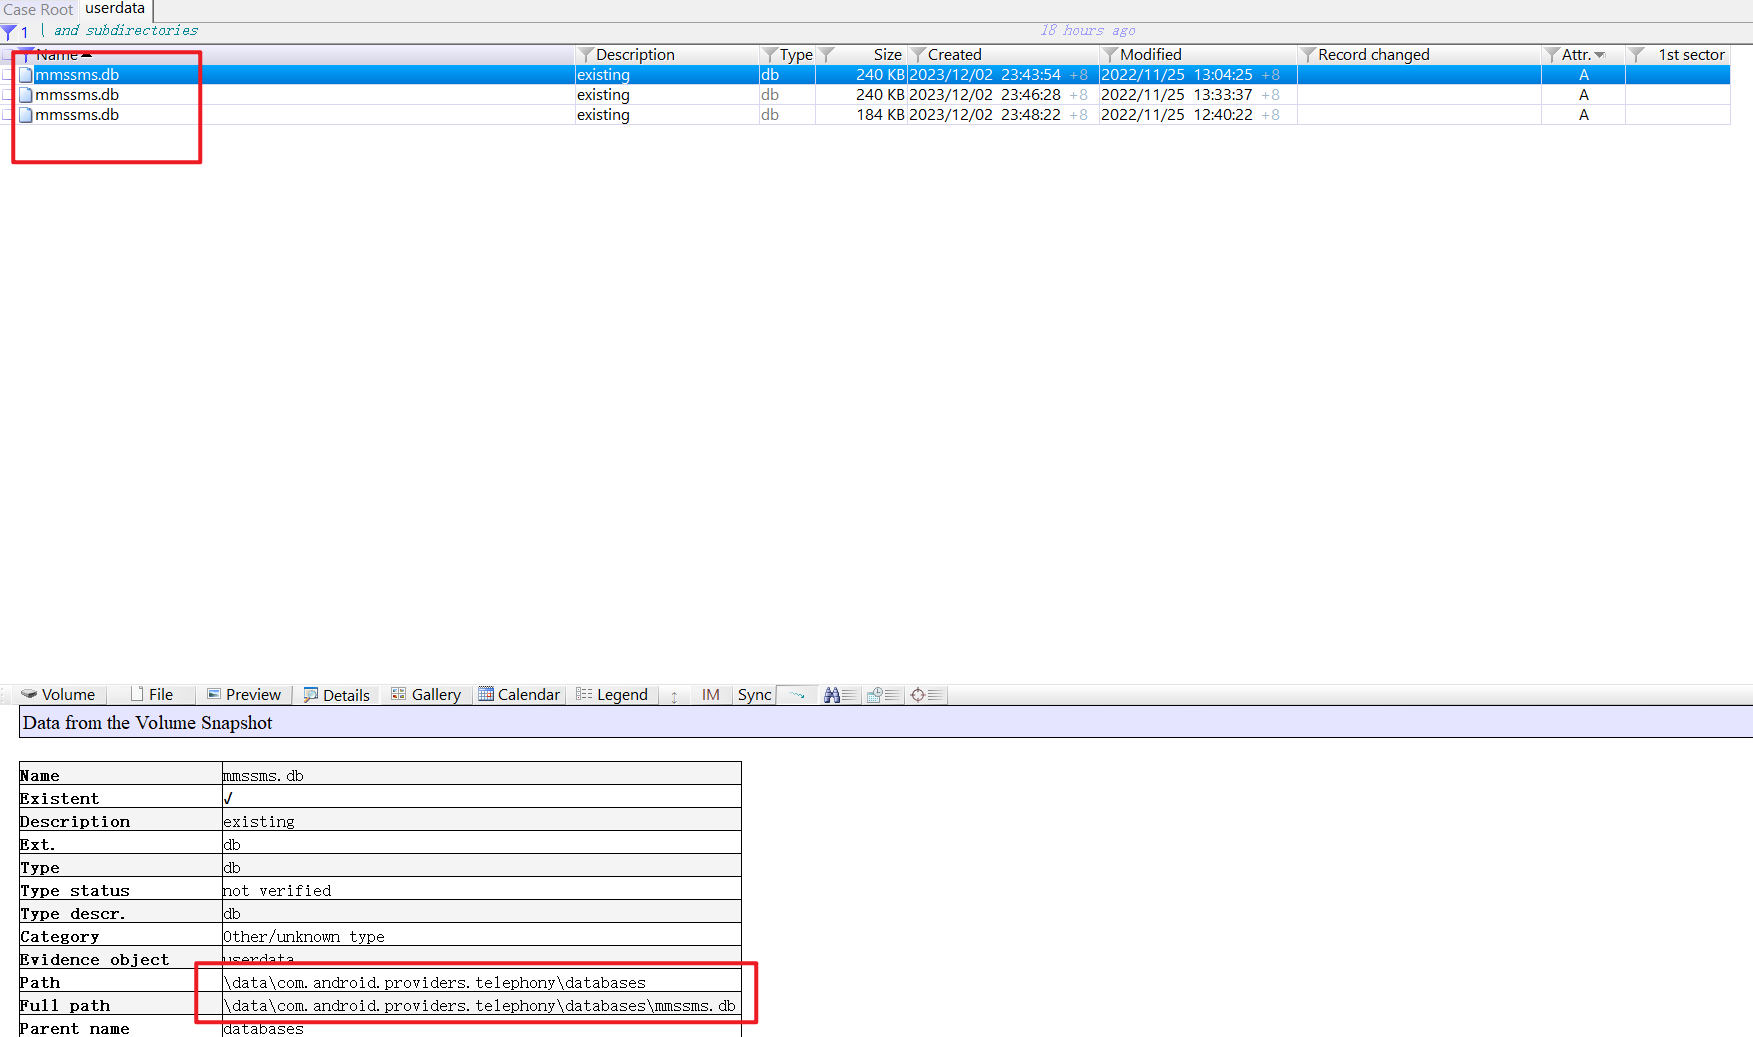 Case Root userdata
1 \ and subdirectories 18 hours ago
Name Description Type Size Created Modified Record changed Attr. 1st sector
mmssms.db existing db 240 KB 2023/12/02 23:43:54 +8 2022/11/25 13:04:25 +8 A
mmssms.db existing db 240 KB 2023/12/02 23:46:28 +8 2022/11/25 13:33:37 +8 A
mmssms.db existing db 184 KB 2023/12/02 23:48:22 +8 2022/11/25 12:40:22 +8 A
Volume File Preview Details Gallery Calendar Legend IM Sync
Data from the Volume Snapshot
Name mmssms.db
Existent √
Description existing
Ext. db
Type db
Type status not verified
Type descr. db
Category Other/unknown type
Evidence object userdata
Path \data\com.android.providers.telephony\databases
Full path \data\com.android.providers.telephony\databases\mmssms.db
Parent name databases